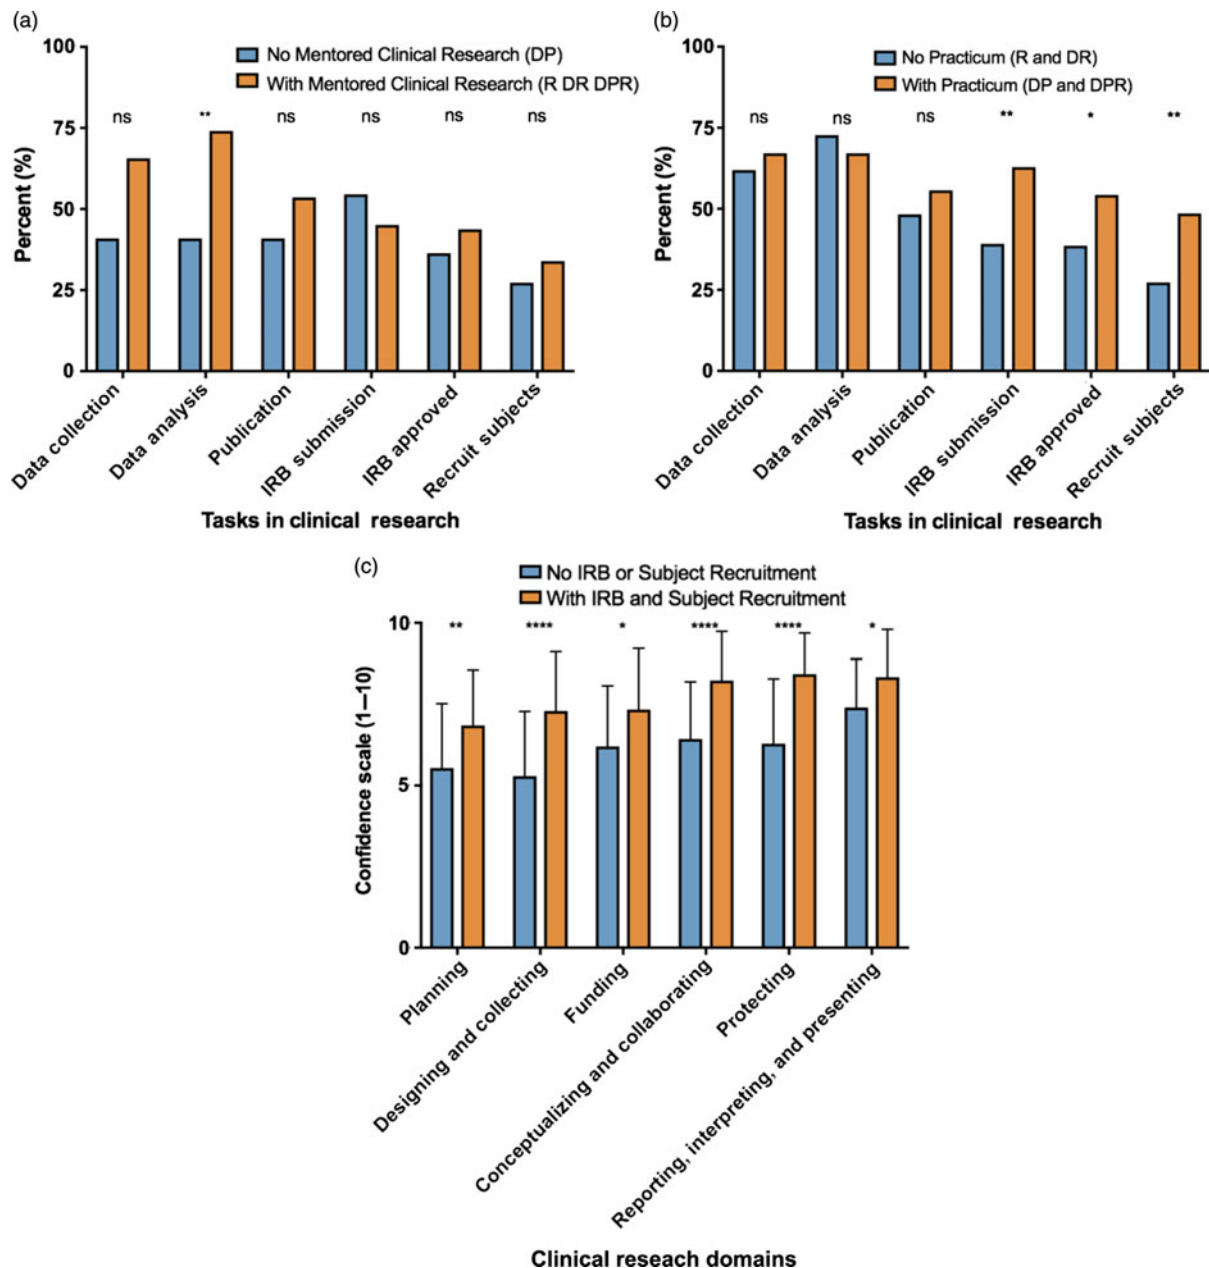 (a)
100
No Mentored Clinical Research (DP)
With Mentored Clinical Research (R DR DPR)
75
ns
**
ns
ns
ns
ns
Percent (%)
50
25
0
Data collection
Data analysis
Publication
IRB submission
IRB approved
Recruit subjects
Tasks in clinical research
(b)
100
No Practicum (R and DR)
With Practicum (DP and DPR)
75
ns
ns
ns
**
*
**
Percent (%)
50
25
0
Data collection
Data analysis
Publication
IRB submission
IRB approved
Recruit subjects
Tasks in clinical research
(c)
No IRB or Subject Recruitment
With IRB and Subject Recruitment
10
**
****
*
****
****
*
Confidence scale (1–10)
5
0
Planning
Designing and collecting
Funding
Conceptualizing and collaborating
Protecting
Reporting, interpreting, and presenting
Clinical reseach domains